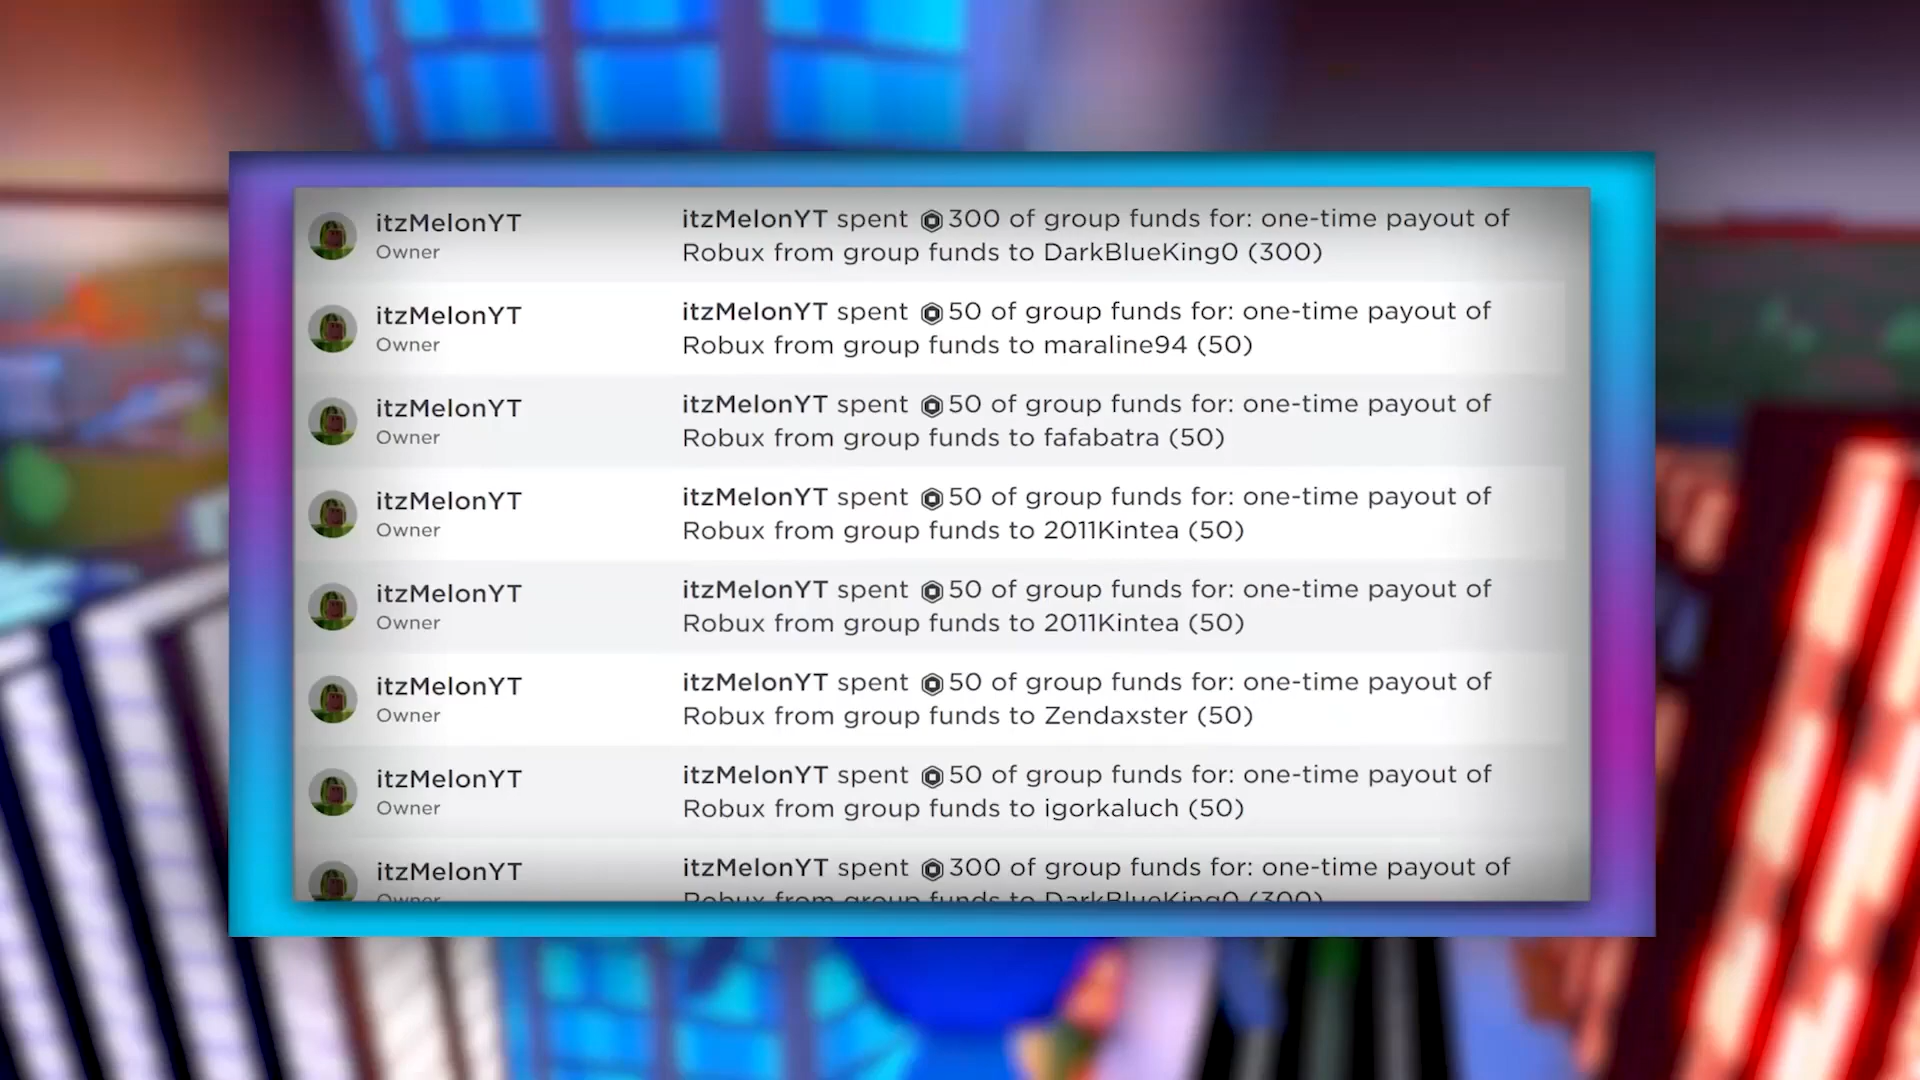 itzMelonYT
Owner
itzMelonYT spent 300 of group funds for: one-time payout of
Robux from group funds to DarkBlueKing0 (300)
itzMelonYT
Owner
itzMelonYT spent 50 of group funds for: one-time payout of
Robux from group funds to maraline94 (50)
itzMelonYT
Owner
itzMelonYT spent 50 of group funds for: one-time payout of
Robux from group funds to fafabatra (50)
itzMelonYT
Owner
itzMelonYT spent 50 of group funds for: one-time payout of
Robux from group funds to 2011Kintea (50)
itzMelonYT
Owner
itzMelonYT spent 50 of group funds for: one-time payout of
Robux from group funds to 2011Kintea (50)
itzMelonYT
Owner
itzMelonYT spent 50 of group funds for: one-time payout of
Robux from group funds to Zendaxster (50)
itzMelonYT
Owner
itzMelonYT spent 50 of group funds for: one-time payout of
Robux from group funds to igorkaluch (50)
itzMelonYT
Owner
itzMelonYT spent 300 of group funds for: one-time payout of
Robux from group funds to DarkBlueKing0 (300)